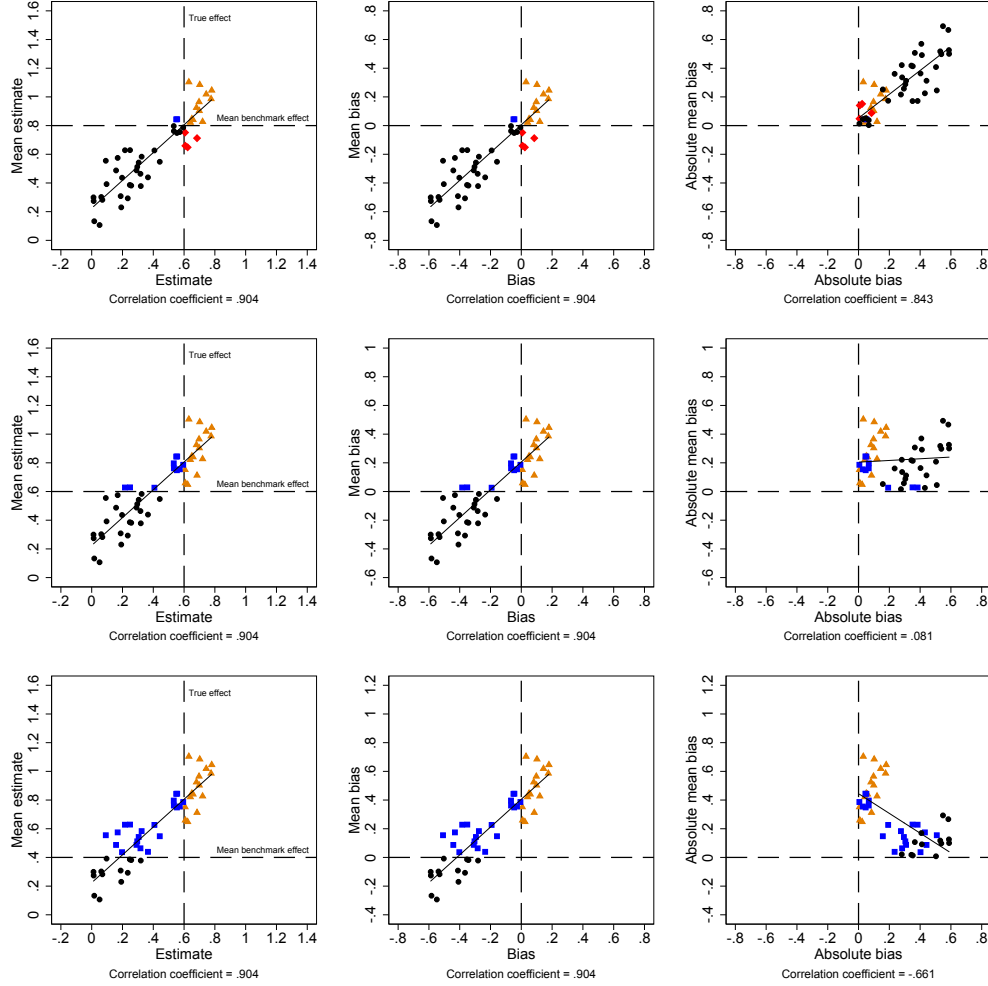 Mean estimate
0 .2 .4 .6 .8 1 1.2 1.4 1.6
True effect
Mean benchmark effect
-.2 0 .2 .4 .6 .8 1 1.2 1.4
Estimate
Correlation coefficient = .904
Mean bias
-.8 -.6 -.4 -.2 0 .2 .4 .6 .8
-.8 -.6 -.4 -.2 0 .2 .4 .6 .8
Bias
Correlation coefficient = .904
Absolute mean bias
-.8 -.6 -.4 -.2 0 .2 .4 .6 .8
-.8 -.6 -.4 -.2 0 .2 .4 .6 .8
Absolute bias
Correlation coefficient = .843
Mean estimate
0 .2 .4 .6 .8 1 1.2 1.4 1.6
True effect
Mean benchmark effect
-.2 0 .2 .4 .6 .8 1 1.2 1.4
Estimate
Correlation coefficient = .904
Mean bias
-.6 -.4 -.2 0 .2 .4 .6 .8 1
-.8 -.6 -.4 -.2 0 .2 .4 .6 .8
Bias
Correlation coefficient = .904
Absolute mean bias
-.6 -.4 -.2 0 .2 .4 .6 .8 1
-.8 -.6 -.4 -.2 0 .2 .4 .6 .8
Absolute bias
Correlation coefficient = .081
Mean estimate
0 .2 .4 .6 .8 1 1.2 1.4 1.6
True effect
Mean benchmark effect
-.2 0 .2 .4 .6 .8 1 1.2 1.4
Estimate
Correlation coefficient = .904
Mean bias
-.4 -.2 0 .2 .4 .6 .8 1 1.2
-.8 -.6 -.4 -.2 0 .2 .4 .6 .8
Bias
Correlation coefficient = .904
Absolute mean bias
-.4 -.2 0 .2 .4 .6 .8 1 1.2
-.8 -.6 -.4 -.2 0 .2 .4 .6 .8
Absolute bias
Correlation coefficient = -.661